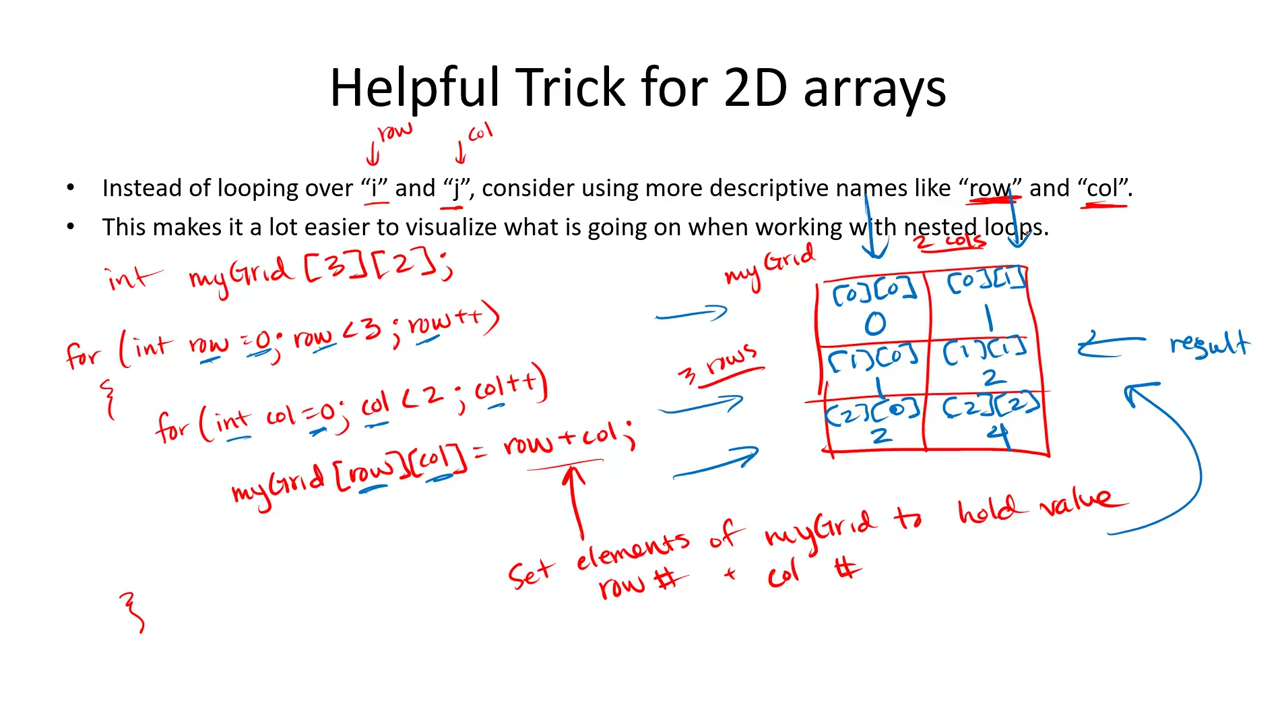 Helpful Trick for 2D arrays
row col
• Instead of looping over “i” and “j”, consider using more descriptive names like “row” and “col”.
• This makes it a lot easier to visualize what is going on when working with nested loops.
int myGrid [3][2];
for (int row = 0; row < 3; row++)
{
for (int col = 0; col < 2; col++)
myGrid [row][col] = row + col;
}
Set elements of myGrid to hold value
row # + col #
myGrid
2 cols
3 rows
[0][0] [0][1]
0 1
[1][0] [1][1]
1 2
[2][0] [2][2]
2 4
result